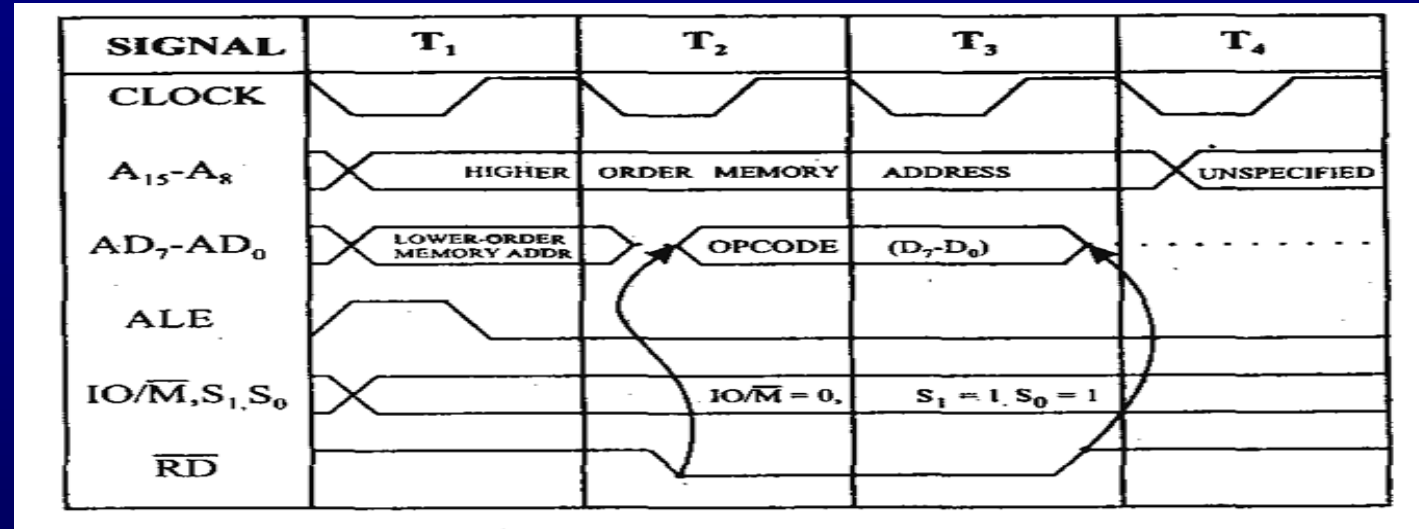 SIGNAL T₁ T₂ T₃ T₄
CLOCK
A₁₅-A₈ HIGHER ORDER MEMORY ADDRESS UNSPECIFIED
AD₇-AD₀ LOWER-ORDER MEMORY ADDR OPCODE (D₇-D₀)
ALE
IO/M̅,S₁,S₀ IO/M̅ = 0, S₁ = 1, S₀ = 1
R̅D̅